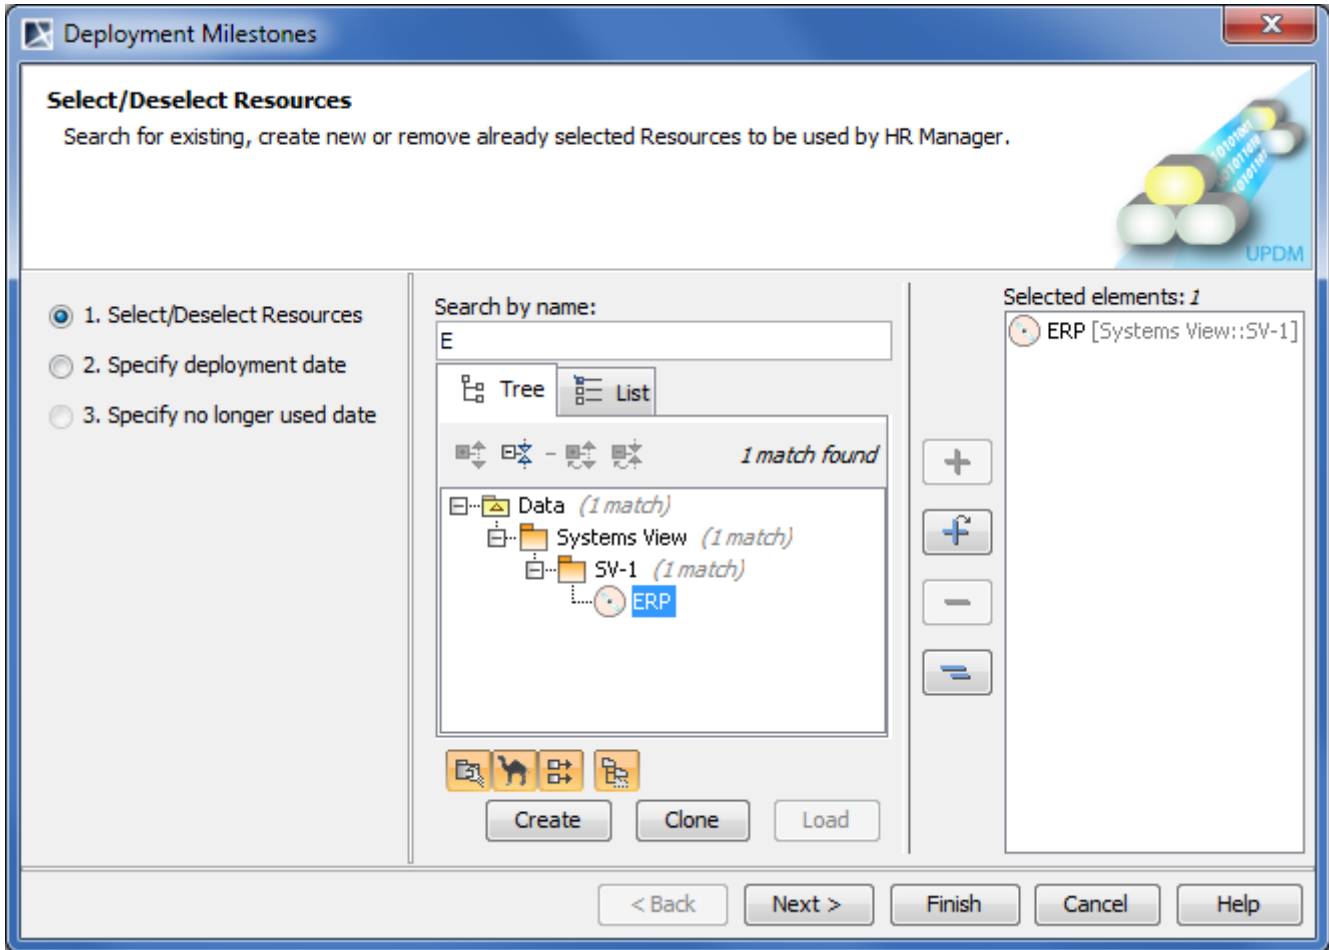 Deployment Milestones
Select/Deselect Resources
Search for existing, create new or remove already selected Resources to be used by HR Manager.
UPDM
1. Select/Deselect Resources
2. Specify deployment date
3. Specify no longer used date
Search by name:
E
Tree
List
1 match found
Data (1 match)
Systems View (1 match)
SV-1 (1 match)
ERP
Create
Clone
Load
Selected elements: 1
ERP [Systems View::SV-1]
< Back
Next >
Finish
Cancel
Help